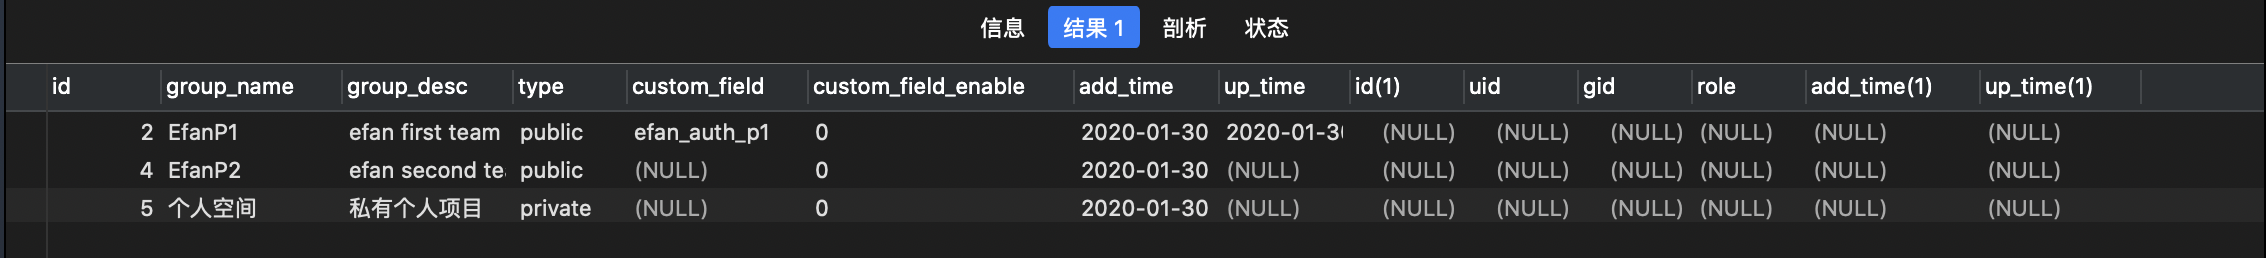 信息 结果 1 剖析 状态
id group_name group_desc type custom_field custom_field_enable add_time up_time id(1) uid gid role add_time(1) up_time(1)
2 EfanP1 efan first team public efan_auth_p1 0 2020-01-30 2020-01-30 (NULL) (NULL) (NULL) (NULL) (NULL) (NULL)
4 EfanP2 efan second te public (NULL) 0 2020-01-30 (NULL) (NULL) (NULL) (NULL) (NULL) (NULL) (NULL)
5 个人空间 私有个人项目 private (NULL) 0 2020-01-30 (NULL) (NULL) (NULL) (NULL) (NULL) (NULL) (NULL)